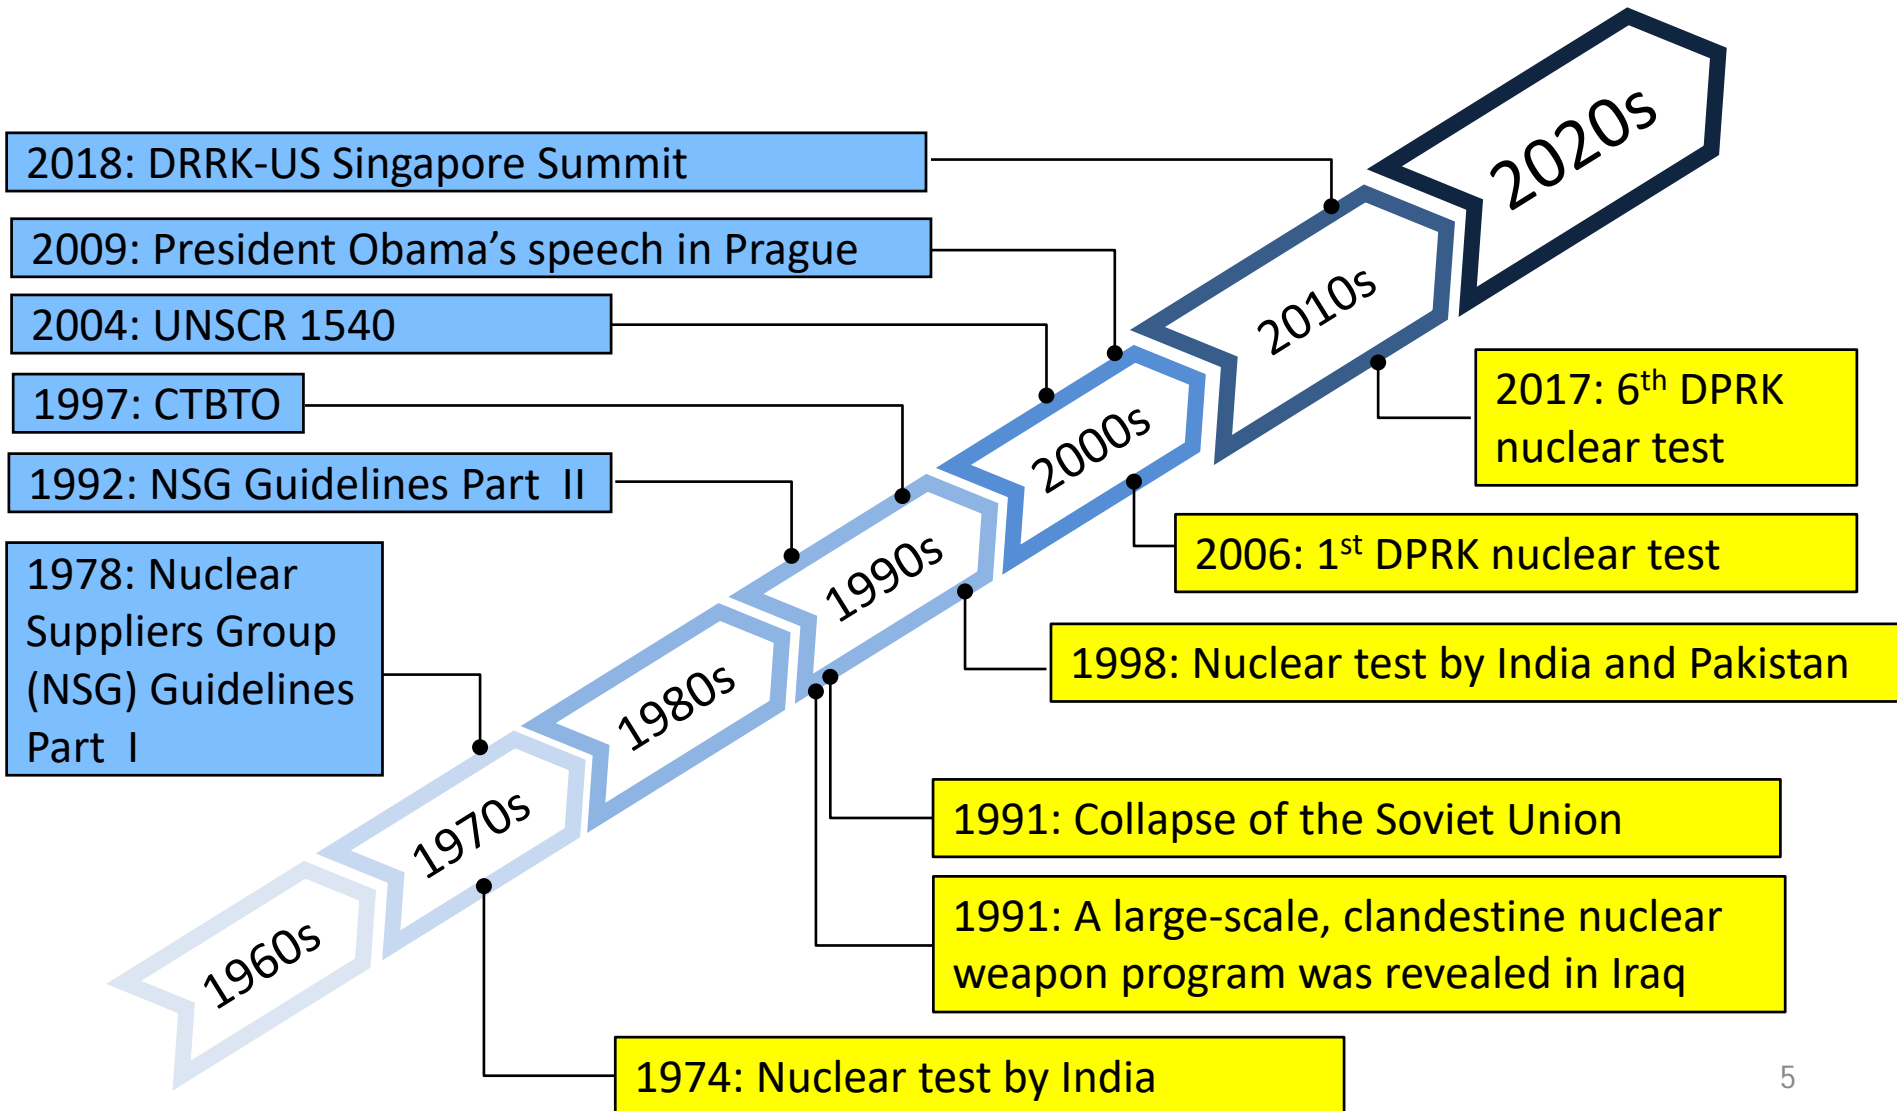 2018: DRRK-US Singapore Summit
2009: President Obama’s speech in Prague
2004: UNSCR 1540
1997: CTBTO
1992: NSG Guidelines Part  II
1978: Nuclear
Suppliers Group
(NSG) Guidelines
Part  I
1960s
1970s
1980s
1990s
2000s
2010s
2020s
2017: 6th DPRK
nuclear test
2006: 1st DPRK nuclear test
1998: Nuclear test by India and Pakistan
1991: Collapse of the Soviet Union
1991: A large-scale, clandestine nuclear
weapon program was revealed in Iraq
1974: Nuclear test by India
5